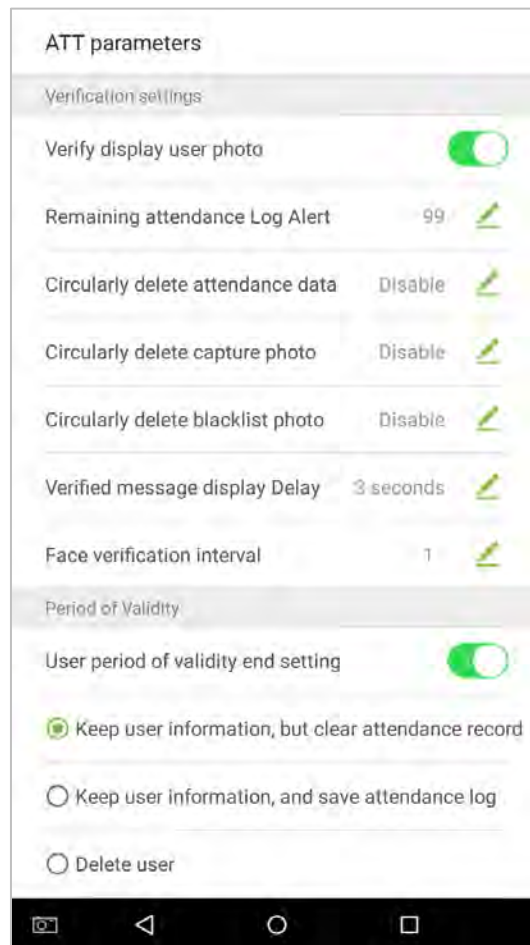 ATT parameters
Verification settings
Verify display user photo
Remaining attendance Log Alert 99
Circularly delete attendance data Disable
Circularly delete capture photo Disable
Circularly delete blacklist photo Disable
Verified message display Delay 3 seconds
Face verification interval 1
Period of Validity
User period of validity end setting
Keep user information, but clear attendance record
Keep user information, and save attendance log
Delete user